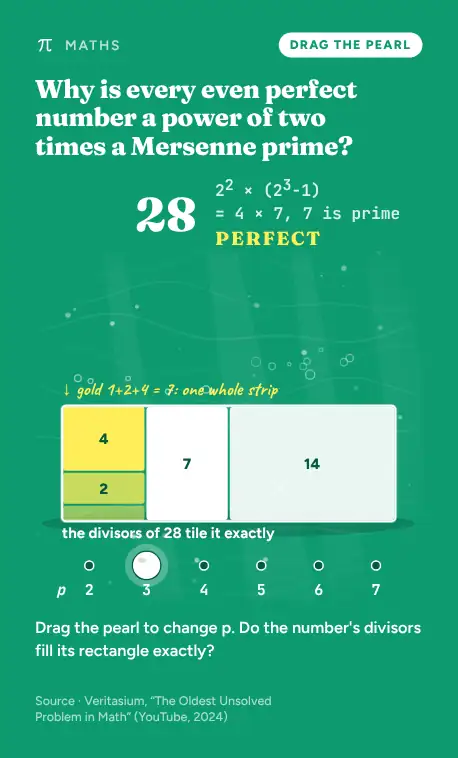 π MATHS
DRAG THE PEARL
Why is every even perfect
number a power of two
times a Mersenne prime?
28
2² × (2³-1)
= 4 × 7, 7 is prime
PERFECT
↓ gold 1+2+4 = 7: one whole strip
4
7
14
2
the divisors of 28 tile it exactly
p 2 3 4 5 6 7
Drag the pearl to change p. Do the number's divisors
fill its rectangle exactly?
Source · Veritasium, “The Oldest Unsolved
Problem in Math” (YouTube, 2024)